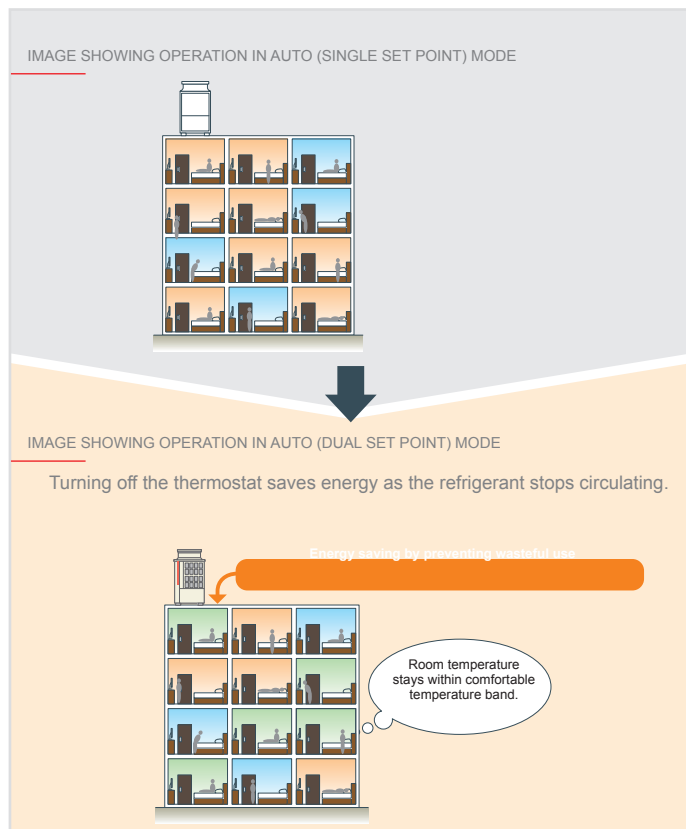 IMAGE SHOWING OPERATION IN AUTO (SINGLE SET POINT) MODE
IMAGE SHOWING OPERATION IN AUTO (DUAL SET POINT) MODE
Turning off the thermostat saves energy as the refrigerant stops circulating.
Energy saving by preventing wasteful use
Room temperature
stays within comfortable
temperature band.